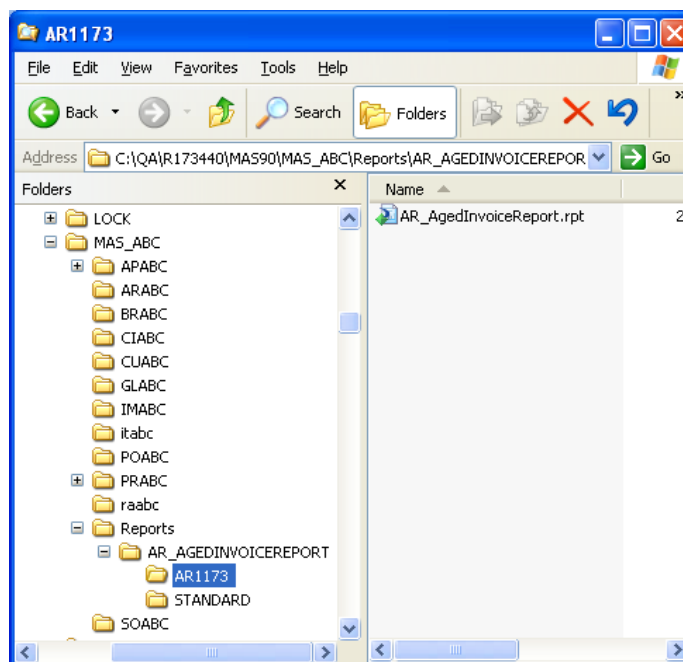 AR1173
File Edit View Favorites Tools Help
Back Search Folders
Address C:\QA\R173440\MAS90\MAS_ABC\Reports\AR_AGEDINVOICEREPOR Go
Folders Name
LOCK AR_AgedInvoiceReport.rpt 2
MAS_ABC
APABC
ARABC
BRABC
CIABC
CUABC
GLABC
IMABC
itabc
POABC
PRABC
raabc
Reports
AR_AGEDINVOICEREPORT
AR1173
STANDARD
SOABC